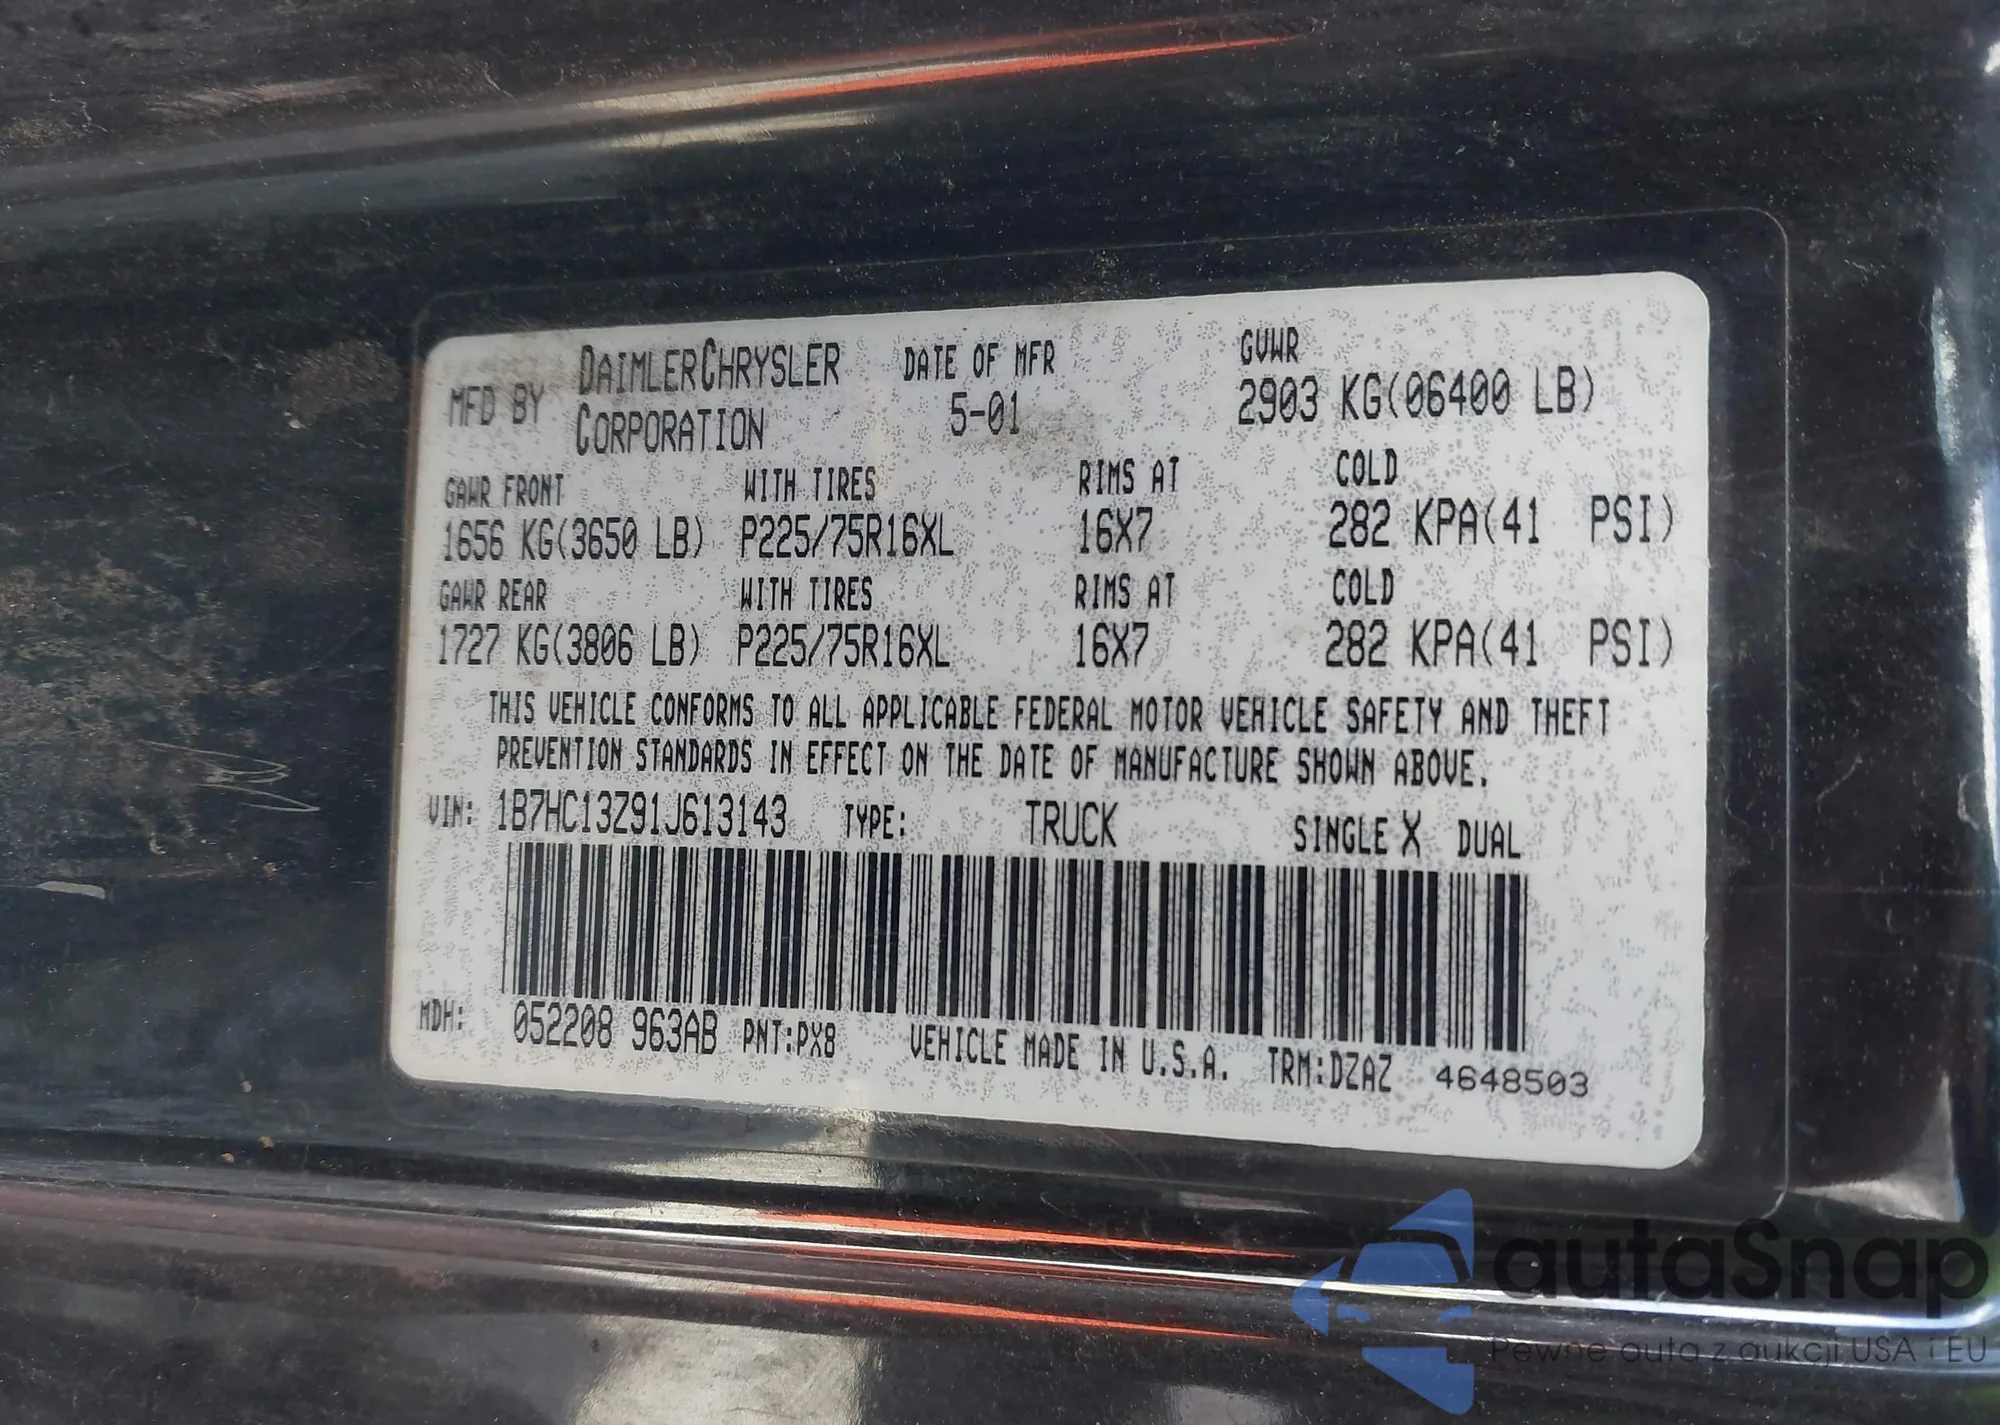 MFD BY DAIMLERCHRYSLER CORPORATION DATE OF MFR 5-01 GVWR 2903 KG(06400 LB)
GAWR FRONT WITH TIRES RIMS AT COLD
1656 KG(3650 LB) P225/75R16XL 16X7 282 KPA(41 PSI)
GAWR REAR WITH TIRES RIMS AT COLD
1727 KG(3806 LB) P225/75R16XL 16X7 282 KPA(41 PSI)
THIS VEHICLE CONFORMS TO ALL APPLICABLE FEDERAL MOTOR VEHICLE SAFETY AND THEFT
PREVENTION STANDARDS IN EFFECT ON THE DATE OF MANUFACTURE SHOWN ABOVE.
VIN: 1B7HC13Z91J613143 TYPE: TRUCK SINGLE X DUAL
MDH: 052208 963AB PNT:PX8 VEHICLE MADE IN U.S.A. TRM:DZAZ 4648503
autaSnap
Pewne auta z aukcji USA i EU